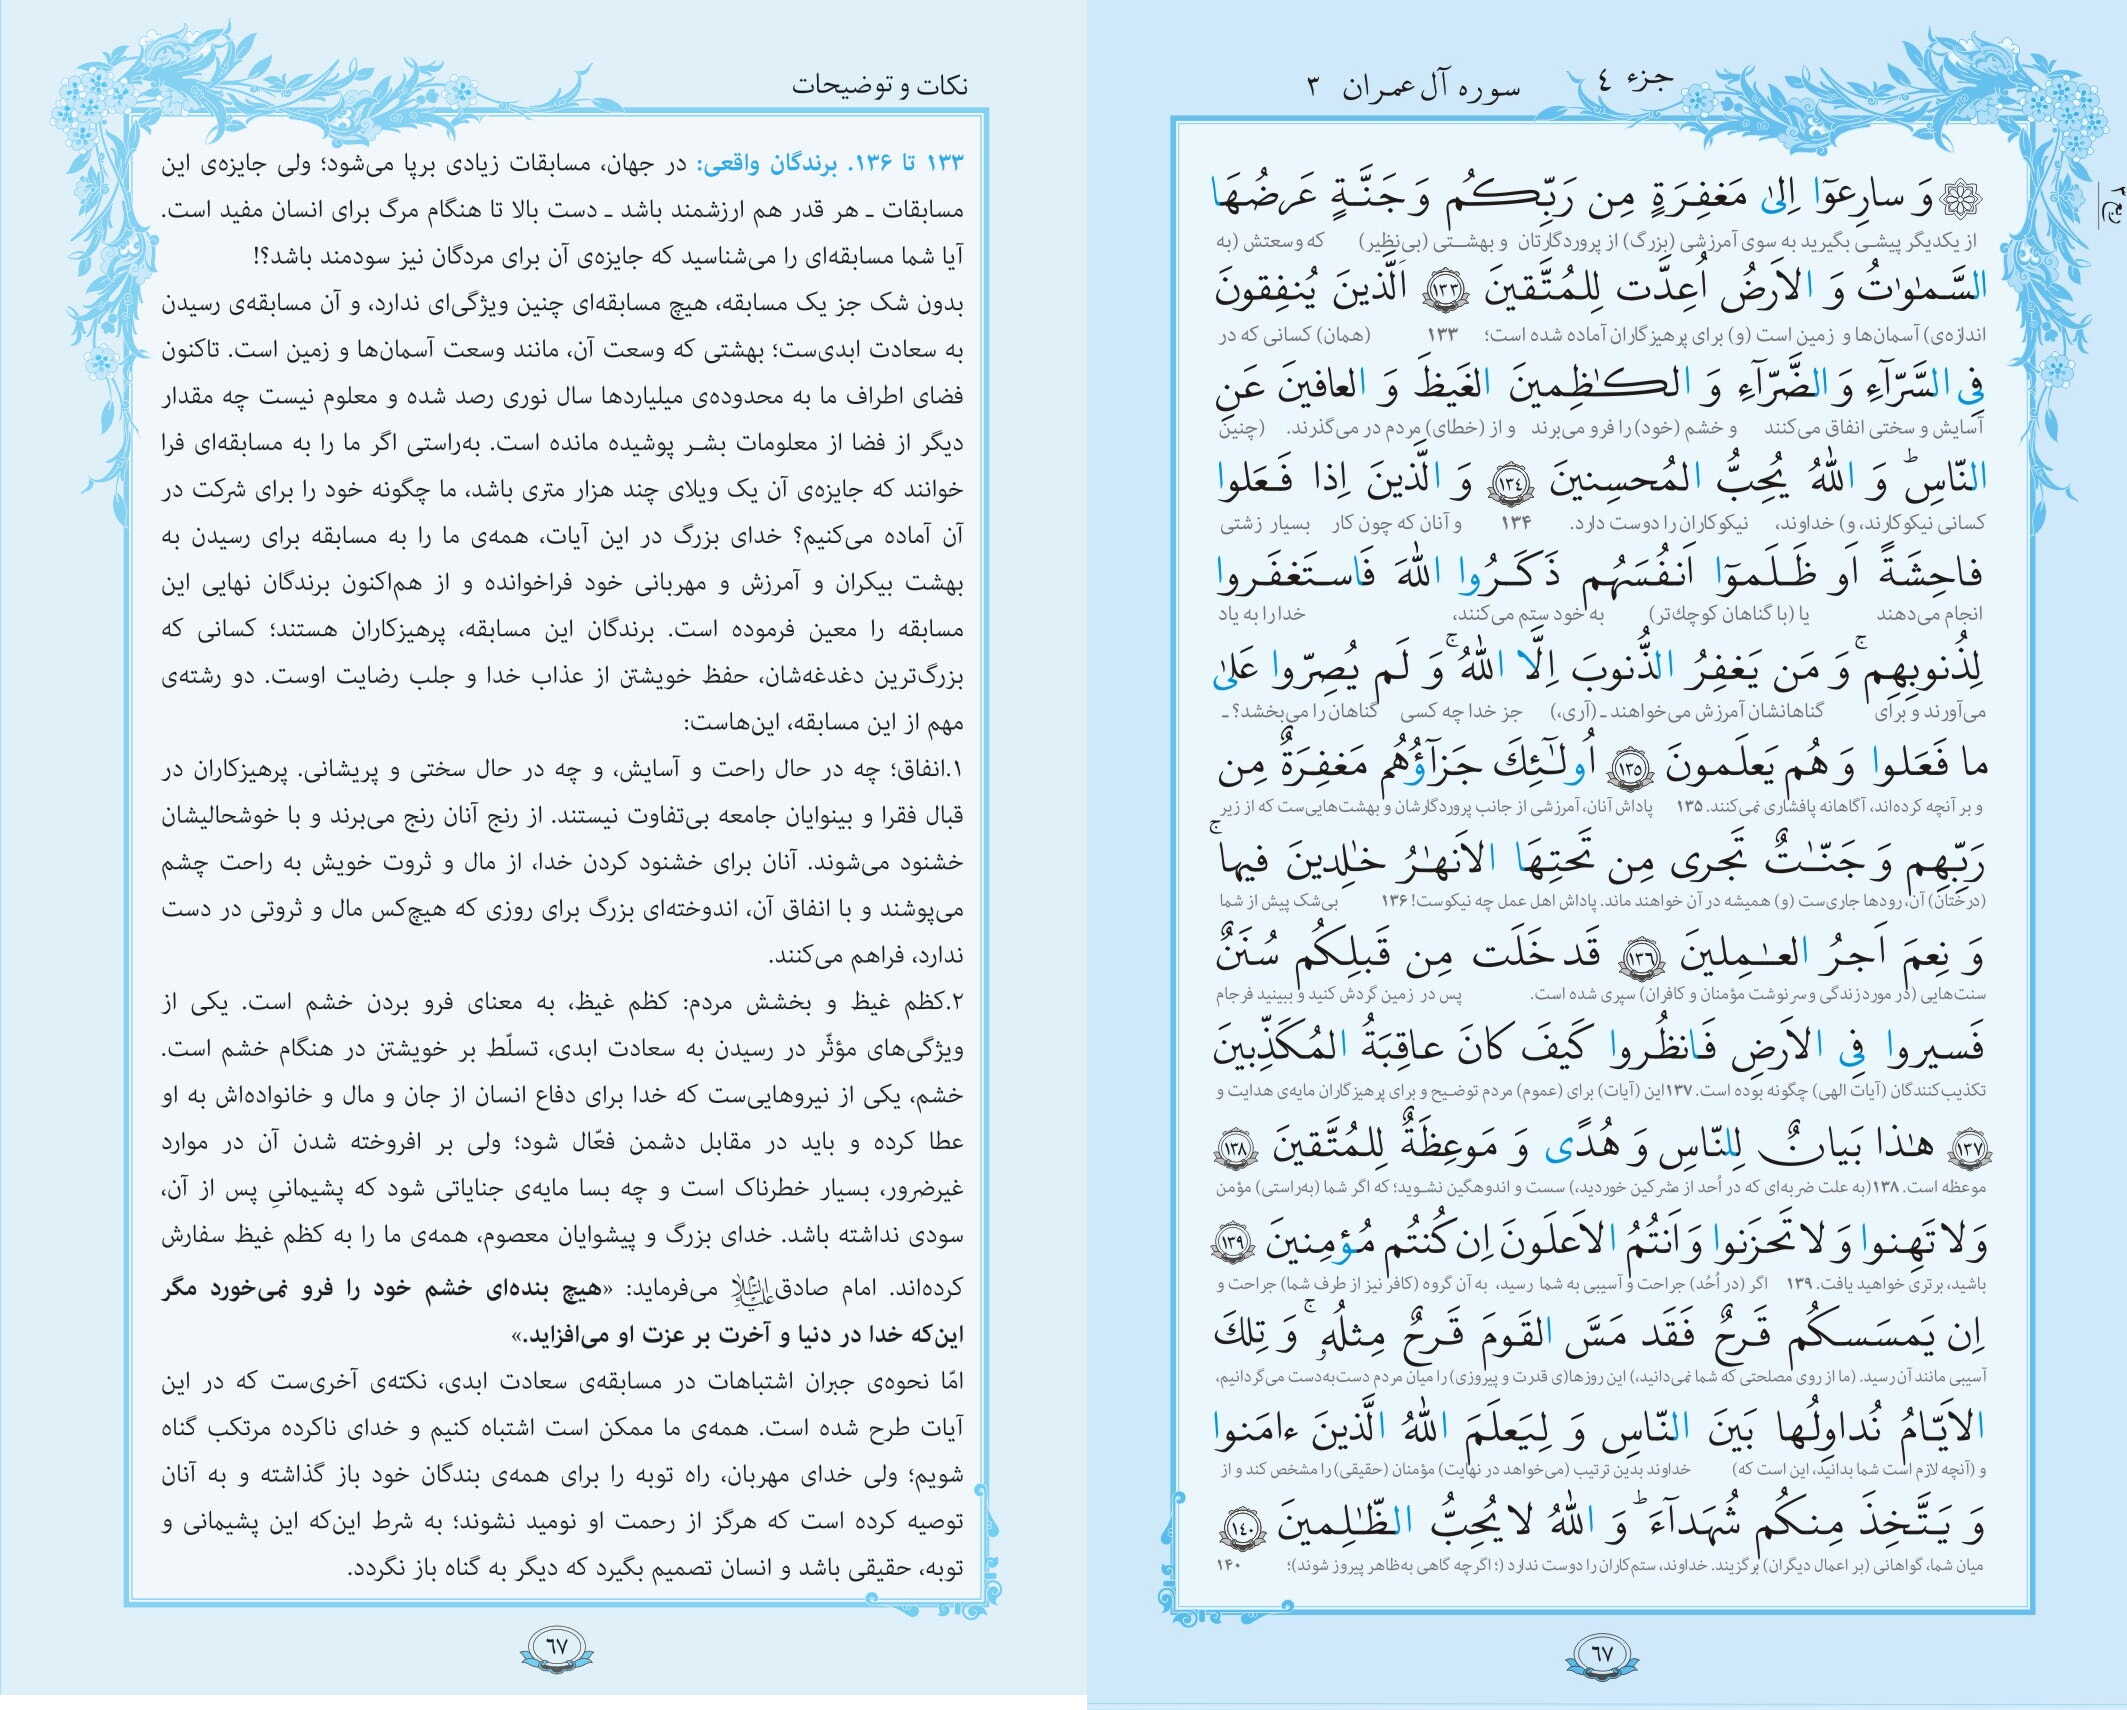 جزء ٤
سوره آل عمران ٣
وَ سارِعوٓا اِلىٰ مَغفِرَةٍ مِن رَبِّكُم وَ جَنَّةٍ عَرضُهَا
از یکدیگر پیشی بگیرید به سوی آمرزشی (بزرگ) از پروردگارتان و بهشتی (بی‌نظیر) که وسعتش (به
السَّمٰوٰتُ وَ الاَرضُ اُعِدَّت لِلمُتَّقينَ ١٣٣ اَلَّذينَ يُنفِقونَ
اندازه‌ی) آسمان‌ها و زمین است (و) برای پرهیزگاران آماده شده است؛ ۱۳۳ (همان) کسانی که در
فِى السَّرّآءِ وَ الضَّرّآءِ وَ الكٰظِمينَ الغَيظَ وَ العافينَ عَنِ
آسایش و سختی انفاق می‌کنند و خشم (خود) را فرو می‌برند و از (خطای) مردم در می‌گذرند. (چنین
النّاسِ ؕ وَ اللّٰهُ يُحِبُّ المُحسِنينَ ١٣٤ وَ الَّذينَ اِذا فَعَلوا
کسانی نیکوکارند، و) خداوند، نیکوکاران را دوست دارد. ۱۳۴ و آنان که چون کار بسیار زشتی
فاحِشَةً اَو ظَلَموٓا اَنفُسَهُم ذَكَرُوا اللّٰهَ فَاستَغفَروا
انجام می‌دهند یا (با گناهان کوچک‌تر) به خود ستم می‌کنند، خدا را به یاد
لِذُنوبِهِم ۚ وَ مَن يَغفِرُ الذُّنوبَ اِلَّا اللّٰهُ ۚ وَ لَم يُصِرّوا عَلىٰ
می‌آورند و برای گناهانشان آمرزش می‌خواهند ـ (آری،) جز خدا چه کسی گناهان را می‌بخشد؟ ـ
ما فَعَلوا وَ هُم يَعلَمونَ ١٣٥ اُولٰٓئِكَ جَزآؤُهُم مَغفِرَةٌ مِن
و بر آنچه کرده‌اند، آگاهانه پافشاری نمی‌کنند. ۱۳۵ پاداش آنان، آمرزشی از جانب پروردگارشان و بهشت‌هایی‌ست که از زیر
رَبِّهِم وَ جَنّٰتٌ تَجرى مِن تَحتِهَا الاَنهٰرُ خٰلِدينَ فيها ۚ
(درختان) آن، رودها جاری‌ست (و) همیشه در آن خواهند ماند. پاداش اهل عمل چه نیکوست! ۱۳۶ بی‌شک پیش از شما
وَ نِعمَ اَجرُ العٰمِلينَ ١٣٦ قَد خَلَت مِن قَبلِكُم سُنَنٌ
سنت‌هایی (در مورد زندگی و سرنوشت مؤمنان و کافران) سپری شده است. پس در زمین گردش کنید و ببینید فرجام
فَسيروا فِى الاَرضِ فَانظُروا كَيفَ كانَ عاقِبَةُ المُكَذِّبينَ
تکذیب‌کنندگان (آیات الهی) چگونه بوده است. ۱۳۷ این (آیات) برای (عموم) مردم توضیح و برای پرهیزگاران مایه‌ی هدایت و
١٣٧ هٰذا بَيانٌ لِلنّاسِ وَ هُدًى وَ مَوعِظَةٌ لِلمُتَّقينَ ١٣٨
موعظه است. ۱۳۸ (به علت ضربه‌ای که در اُحد از مشرکین خوردید،) سست و اندوهگین نشوید؛ که اگر شما (به‌راستی) مؤمن
وَ لا تَهِنوا وَ لا تَحزَنوا وَ اَنتُمُ الاَعلَونَ اِن كُنتُم مُؤمِنينَ ١٣٩
باشید، برتری خواهید یافت. ۱۳۹ اگر (در اُحُد) جراحت و آسیبی به شما رسید، به آن گروه (کافر نیز از طرف شما) جراحت و
اِن يَمسَسكُم قَرحٌ فَقَد مَسَّ القَومَ قَرحٌ مِثلُهٗ ۚ وَ تِلكَ
آسیبی مانند آن رسید. (ما از روی مصلحتی که شما نمی‌دانید،) این روزها(ی قدرت و پیروزی) را میان مردم دست‌به‌دست می‌گردانیم،
الاَيّامُ نُداوِلُها بَينَ النّاسِ وَ لِيَعلَمَ اللّٰهُ الَّذينَ ءامَنوا
و (آنچه لازم است شما بدانید، این است که) خداوند بدین ترتیب (می‌خواهد در نهایت) مؤمنان (حقیقی) را مشخص کند و از
وَ يَتَّخِذَ مِنكُم شُهَدآءَ ؕ وَ اللّٰهُ لا يُحِبُّ الظّٰلِمينَ ١٤٠
میان شما، گواهانی (بر اعمال دیگران) برگزیند. خداوند، ستم‌کاران را دوست ندارد (؛ اگرچه گاهی به‌ظاهر پیروز شوند)؛ ۱۴۰
٦٧
نکات و توضیحات
۱۳۳ تا ۱۳۶. برندگان واقعی: در جهان، مسابقات زیادی برپا می‌شود؛ ولی جایزه‌ی این
مسابقات ـ هر قدر هم ارزشمند باشد ـ دست بالا تا هنگام مرگ برای انسان مفید است.
آیا شما مسابقه‌ای را می‌شناسید که جایزه‌ی آن برای مردگان نیز سودمند باشد؟!
بدون شک جز یک مسابقه، هیچ مسابقه‌ای چنین ویژگی‌ای ندارد، و آن مسابقه‌ی رسیدن
به سعادت ابدی‌ست؛ بهشتی که وسعت آن، مانند وسعت آسمان‌ها و زمین است. تاکنون
فضای اطراف ما به محدوده‌ی میلیاردها سال نوری رصد شده و معلوم نیست چه مقدار
دیگر از فضا از معلومات بشر پوشیده مانده است. به‌راستی اگر ما را به مسابقه‌ای فرا
خوانند که جایزه‌ی آن یک ویلای چند هزار متری باشد، ما چگونه خود را برای شرکت در
آن آماده می‌کنیم؟ خدای بزرگ در این آیات، همه‌ی ما را به مسابقه برای رسیدن به
بهشت بیکران و آمرزش و مهربانی خود فراخوانده و از هم‌اکنون برندگان نهایی این
مسابقه را معین فرموده است. برندگان این مسابقه، پرهیزکاران هستند؛ کسانی که
بزرگ‌ترین دغدغه‌شان، حفظ خویشتن از عذاب خدا و جلب رضایت اوست. دو رشته‌ی
مهم از این مسابقه، این‌هاست:
۱.انفاق؛ چه در حال راحت و آسایش، و چه در حال سختی و پریشانی. پرهیزکاران در
قبال فقرا و بینوایان جامعه بی‌تفاوت نیستند. از رنج آنان رنج می‌برند و با خوشحالیشان
خشنود می‌شوند. آنان برای خشنود کردن خدا، از مال و ثروت خویش به راحت چشم
می‌پوشند و با انفاق آن، اندوخته‌ای بزرگ برای روزی که هیچ‌کس مال و ثروتی در دست
ندارد، فراهم می‌کنند.
۲.کظم غیظ و بخشش مردم: کظم غیظ، به معنای فرو بردن خشم است. یکی از
ویژگی‌های مؤثّر در رسیدن به سعادت ابدی، تسلّط بر خویشتن در هنگام خشم است.
خشم، یکی از نیروهایی‌ست که خدا برای دفاع انسان از جان و مال و خانواده‌اش به او
عطا کرده و باید در مقابل دشمن فعّال شود؛ ولی بر افروخته شدن آن در موارد
غیرضرور، بسیار خطرناک است و چه بسا مایه‌ی جنایاتی شود که پشیمانیِ پس از آن،
سودی نداشته باشد. خدای بزرگ و پیشوایان معصوم، همه‌ی ما را به کظم غیظ سفارش
کرده‌اند. امام صادق علیه‌السلام می‌فرماید: «هیچ بنده‌ای خشم خود را فرو نمی‌خورد مگر
این‌که خدا در دنیا و آخرت بر عزت او می‌افزاید.»
امّا نحوه‌ی جبران اشتباهات در مسابقه‌ی سعادت ابدی، نکته‌ی آخری‌ست که در این
آیات طرح شده است. همه‌ی ما ممکن است اشتباه کنیم و خدای ناکرده مرتکب گناه
شویم؛ ولی خدای مهربان، راه توبه را برای همه‌ی بندگان خود باز گذاشته و به آنان
توصیه کرده است که هرگز از رحمت او نومید نشوند؛ به شرط این‌که این پشیمانی و
توبه، حقیقی باشد و انسان تصمیم بگیرد که دیگر به گناه باز نگردد.
٦٧